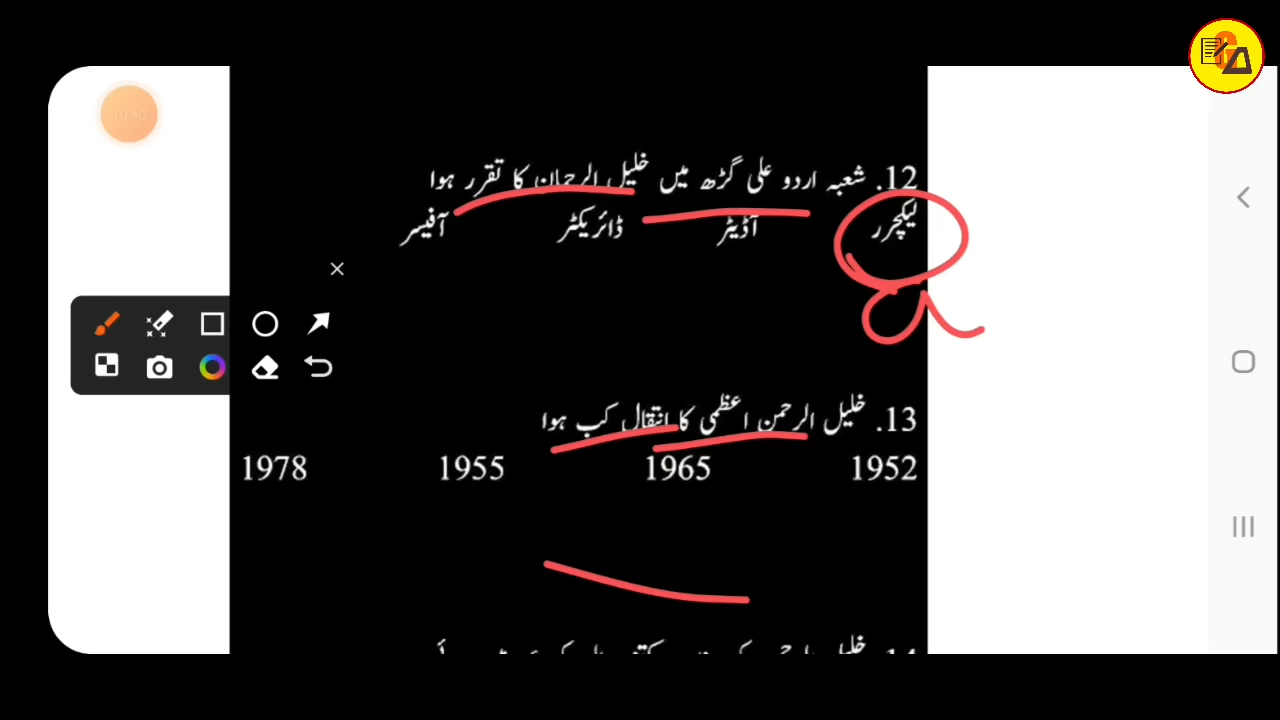 12. شعبہ اردو علی گڑھ میں خلیل الرحمان کا تقرر ہوا
لیکچرر آڈیٹر ڈائریکٹر آفیسر
13. خلیل الرحمن اعظمی کا انتقال کب ہوا
1952 1965 1955 1978